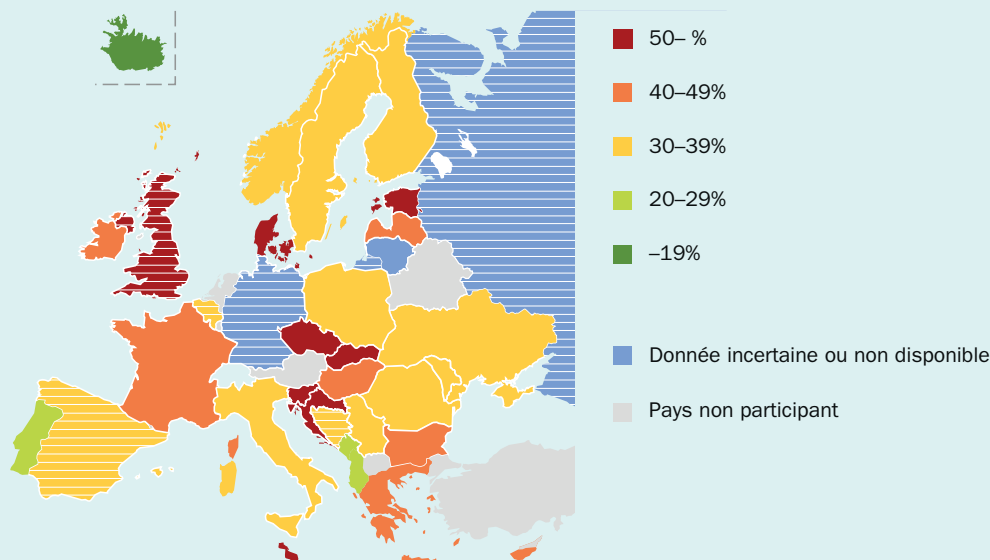 50– %
40–49%
30–39%
20–29%
–19%
Donnée incertaine ou non disponible
Pays non participant